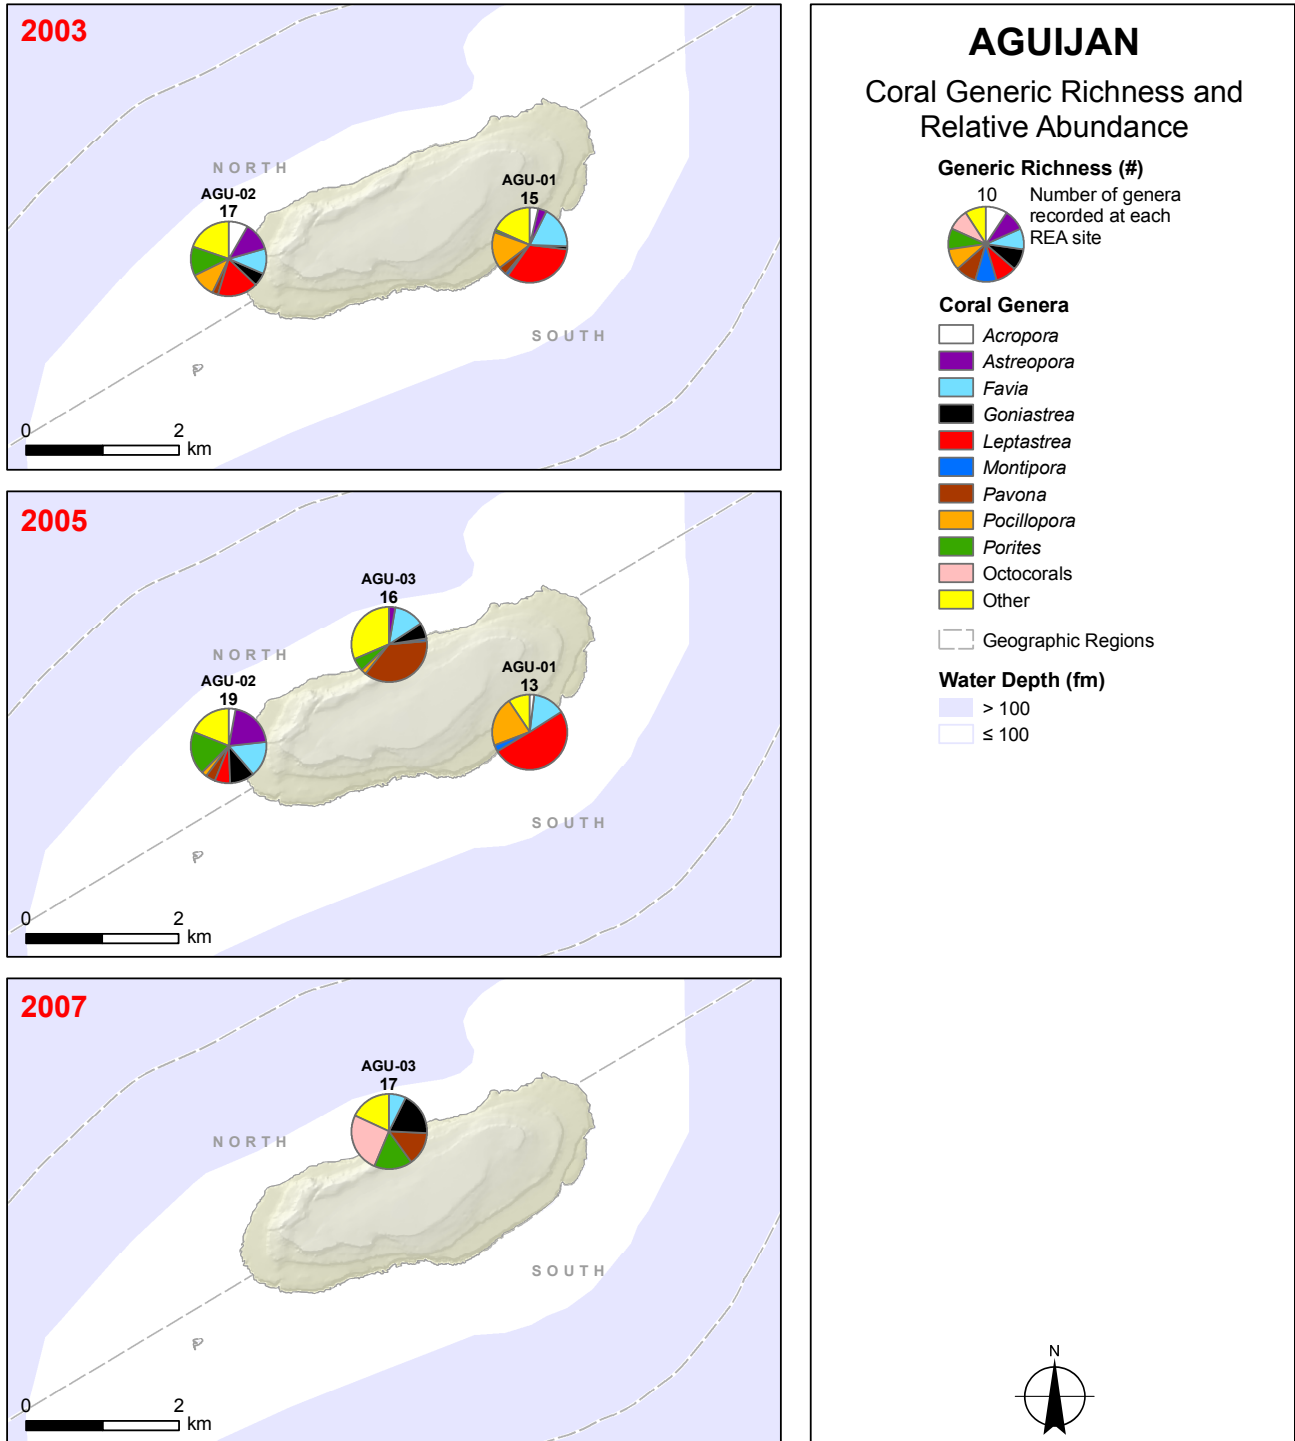 2003
NORTH
AGU-02
17
AGU-01
15
SOUTH
0 2
km
2005
AGU-03
16
NORTH
AGU-02
19
AGU-01
13
SOUTH
0 2
km
2007
AGU-03
17
NORTH
SOUTH
0 2
km
AGUIJAN
Coral Generic Richness and
Relative Abundance
Generic Richness (#)
10
Number of genera
recorded at each
REA site
Coral Genera
Acropora
Astreopora
Favia
Goniastrea
Leptastrea
Montipora
Pavona
Pocillopora
Porites
Octocorals
Other
Geographic Regions
Water Depth (fm)
> 100
≤ 100
N